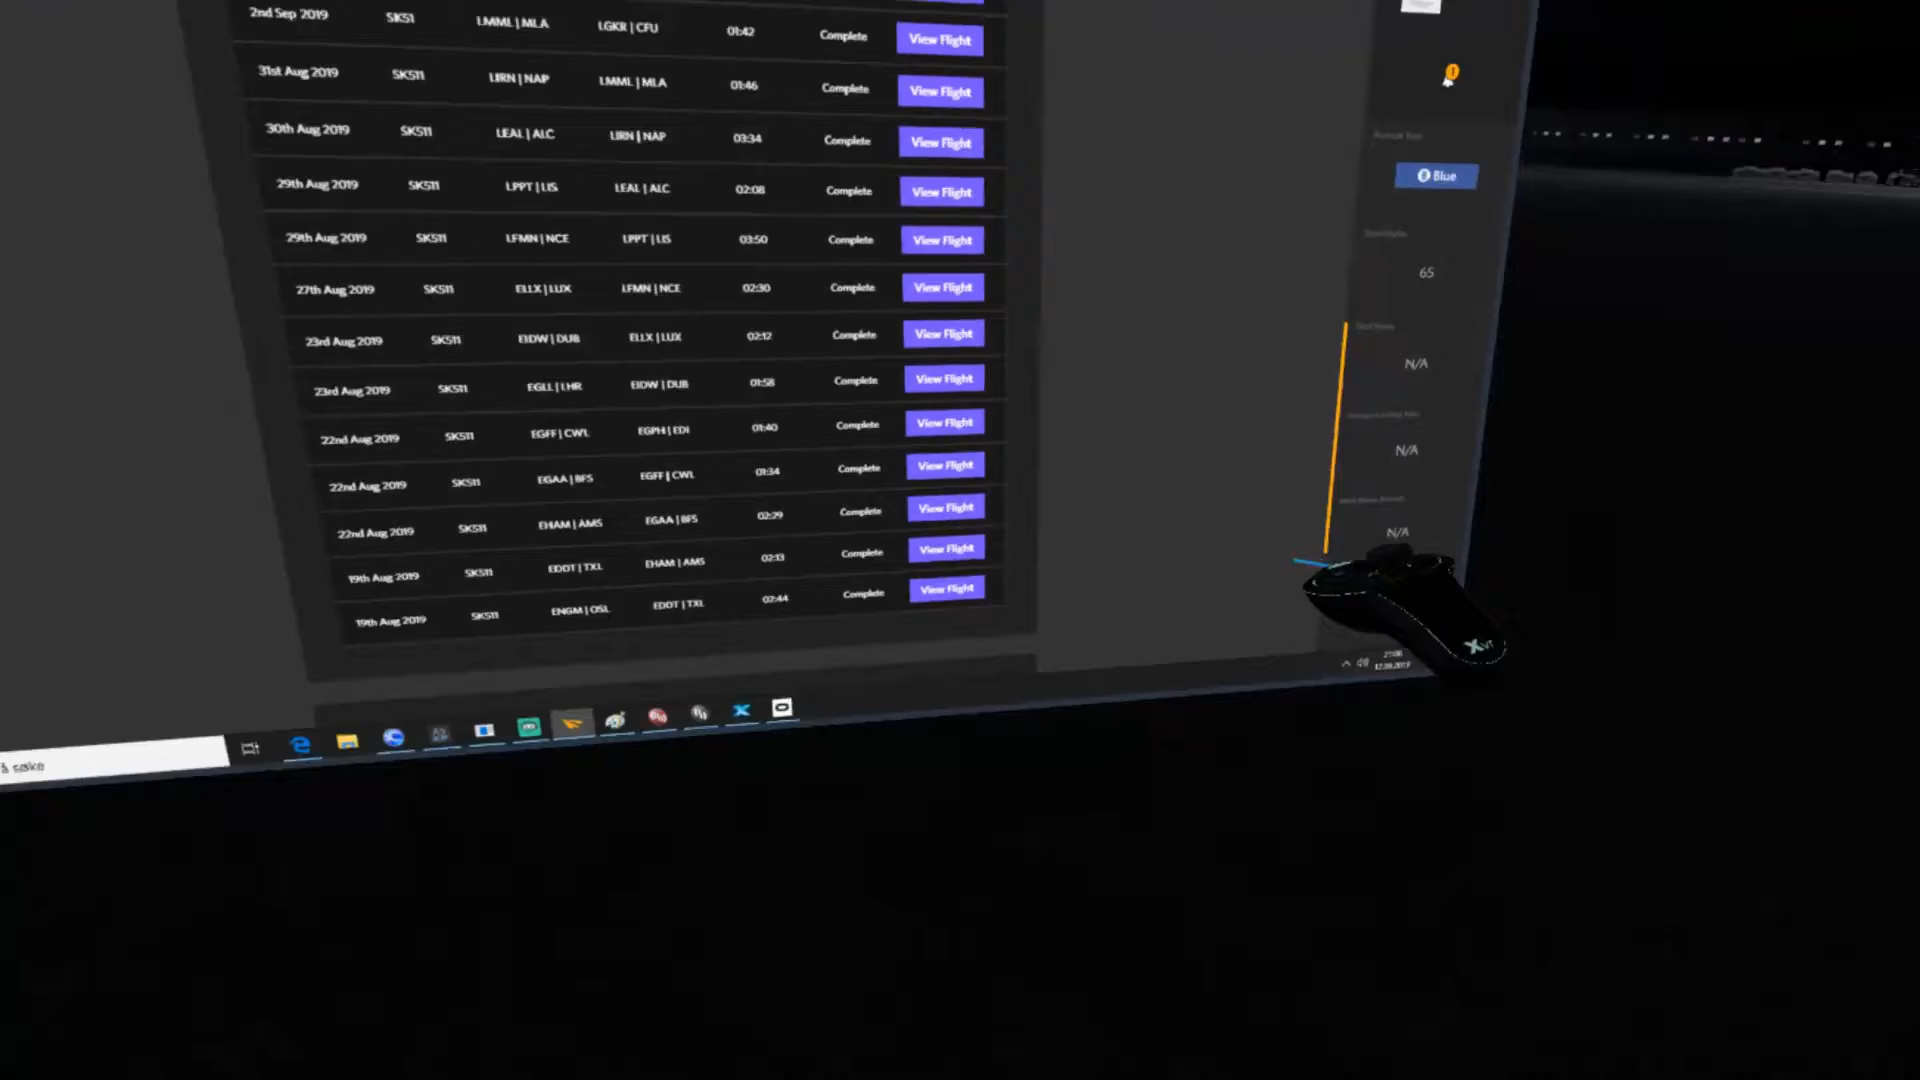 2nd Sep 2019 SK51 LMML | MLA LGKR | CFU 01:42 Complete View Flight
31st Aug 2019 SK511 LIRN | NAP LMML | MLA 01:46 Complete View Flight
30th Aug 2019 SK511 LEAL | ALC LIRN | NAP 03:34 Complete View Flight
29th Aug 2019 SK511 LPPT | LIS LEAL | ALC 02:08 Complete View Flight
29th Aug 2019 SK511 LFMN | NCE LPPT | LIS 03:50 Complete View Flight
27th Aug 2019 SK511 ELLX | LUX LFMN | NCE 02:30 Complete View Flight
23rd Aug 2019 SK511 EIDW | DUB ELLX | LUX 02:12 Complete View Flight
23rd Aug 2019 SK511 EGLL | LHR EIDW | DUB 01:58 Complete View Flight
22nd Aug 2019 SK511 EGFF | CWL EGPH | EDI 01:40 Complete View Flight
22nd Aug 2019 SK511 EGAA | BFS EGFF | CWL 01:34 Complete View Flight
22nd Aug 2019 SK511 EHAM | AMS EGAA | BFS 02:29 Complete View Flight
19th Aug 2019 SK511 EDDT | TXL EHAM | AMS 02:13 Complete View Flight
19th Aug 2019 SK511 ENGM | OSL EDDT | TXL 02:44 Complete View Flight
Blue
65
N/A
N/A
N/A
å søke
12.09.2019